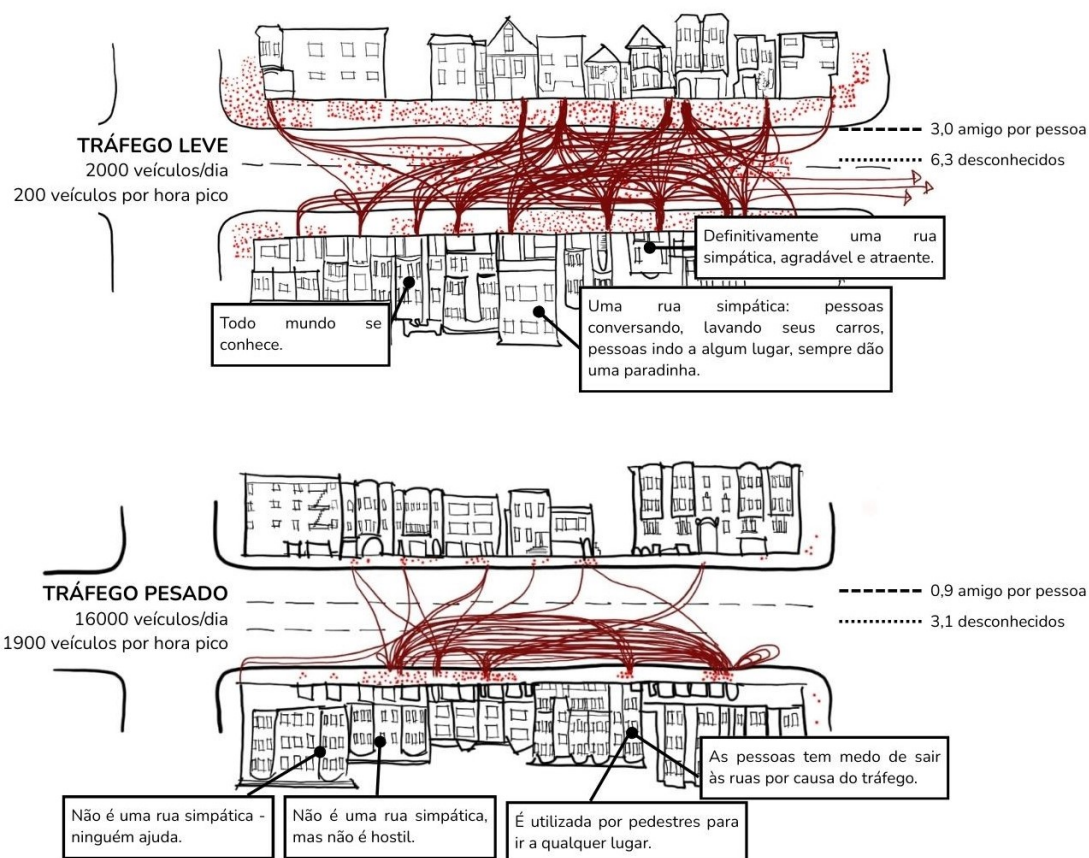 TRÁFEGO LEVE
2000 veículos/dia
200 veículos por hora pico
3,0 amigo por pessoa
6,3 desconhecidos
Definitivamente uma rua
simpática, agradável e atraente.
Todo mundo se
conhece.
Uma rua simpática: pessoas
conversando, lavando seus carros,
pessoas indo a algum lugar, sempre dão
uma paradinha.
TRÁFEGO PESADO
16000 veículos/dia
1900 veículos por hora pico
0,9 amigo por pessoa
3,1 desconhecidos
As pessoas tem medo de sair
às ruas por causa do tráfego.
Não é uma rua simpática -
ninguém ajuda.
Não é uma rua simpática,
mas não é hostil.
É utilizada por pedestres para
ir a qualquer lugar.